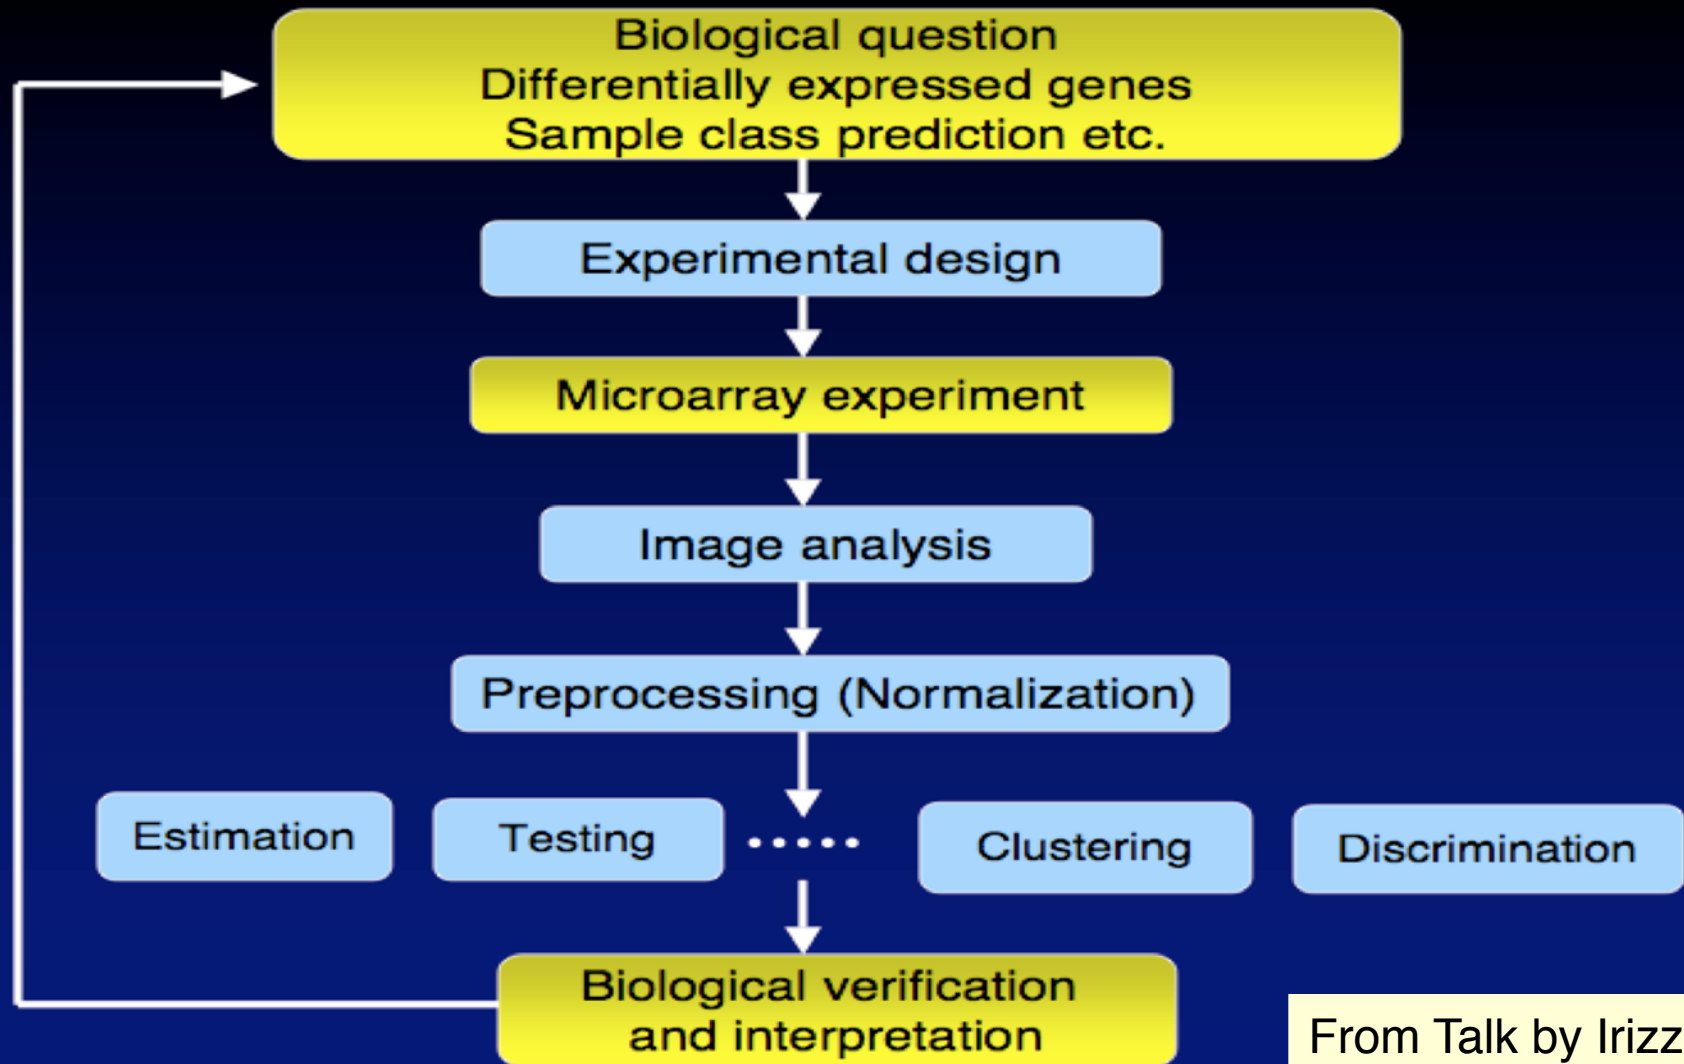 Biological question
Differentially expressed genes
Sample class prediction etc.
Experimental design
Microarray experiment
Image analysis
Preprocessing (Normalization)
Estimation
Testing
.....
Clustering
Discrimination
Biological verification
and interpretation
From Talk by Irizz